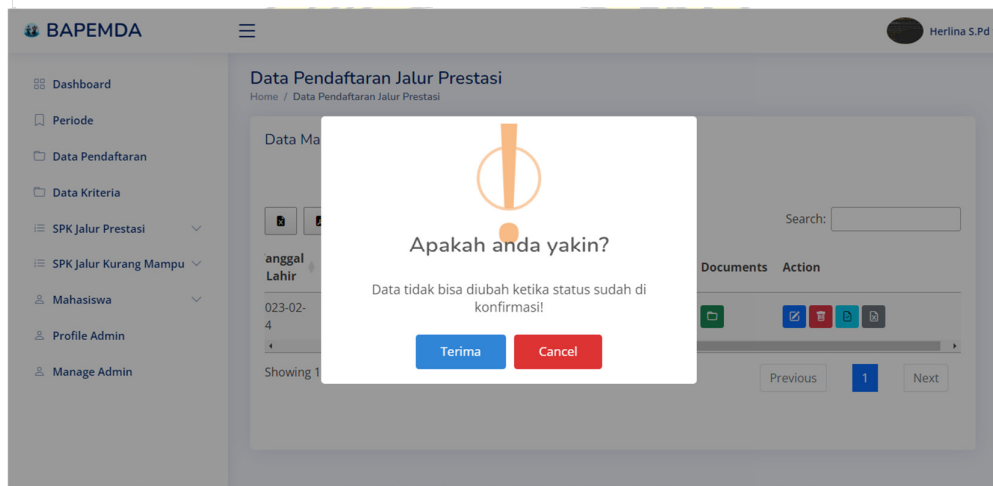 BAPEMDA
Herlina S.Pd
Dashboard
Periode
Data Pendaftaran
Data Kriteria
SPK Jalur Prestasi
SPK Jalur Kurang Mampu
Mahasiswa
Profile Admin
Manage Admin
Data Pendaftaran Jalur Prestasi
Home / Data Pendaftaran Jalur Prestasi
Data Ma
Search:
anggal
Lahir
Documents Action
023-02-
4
Showing 1
Previous 1 Next
Apakah anda yakin?
Data tidak bisa diubah ketika status sudah di
konfirmasi!
Terima Cancel